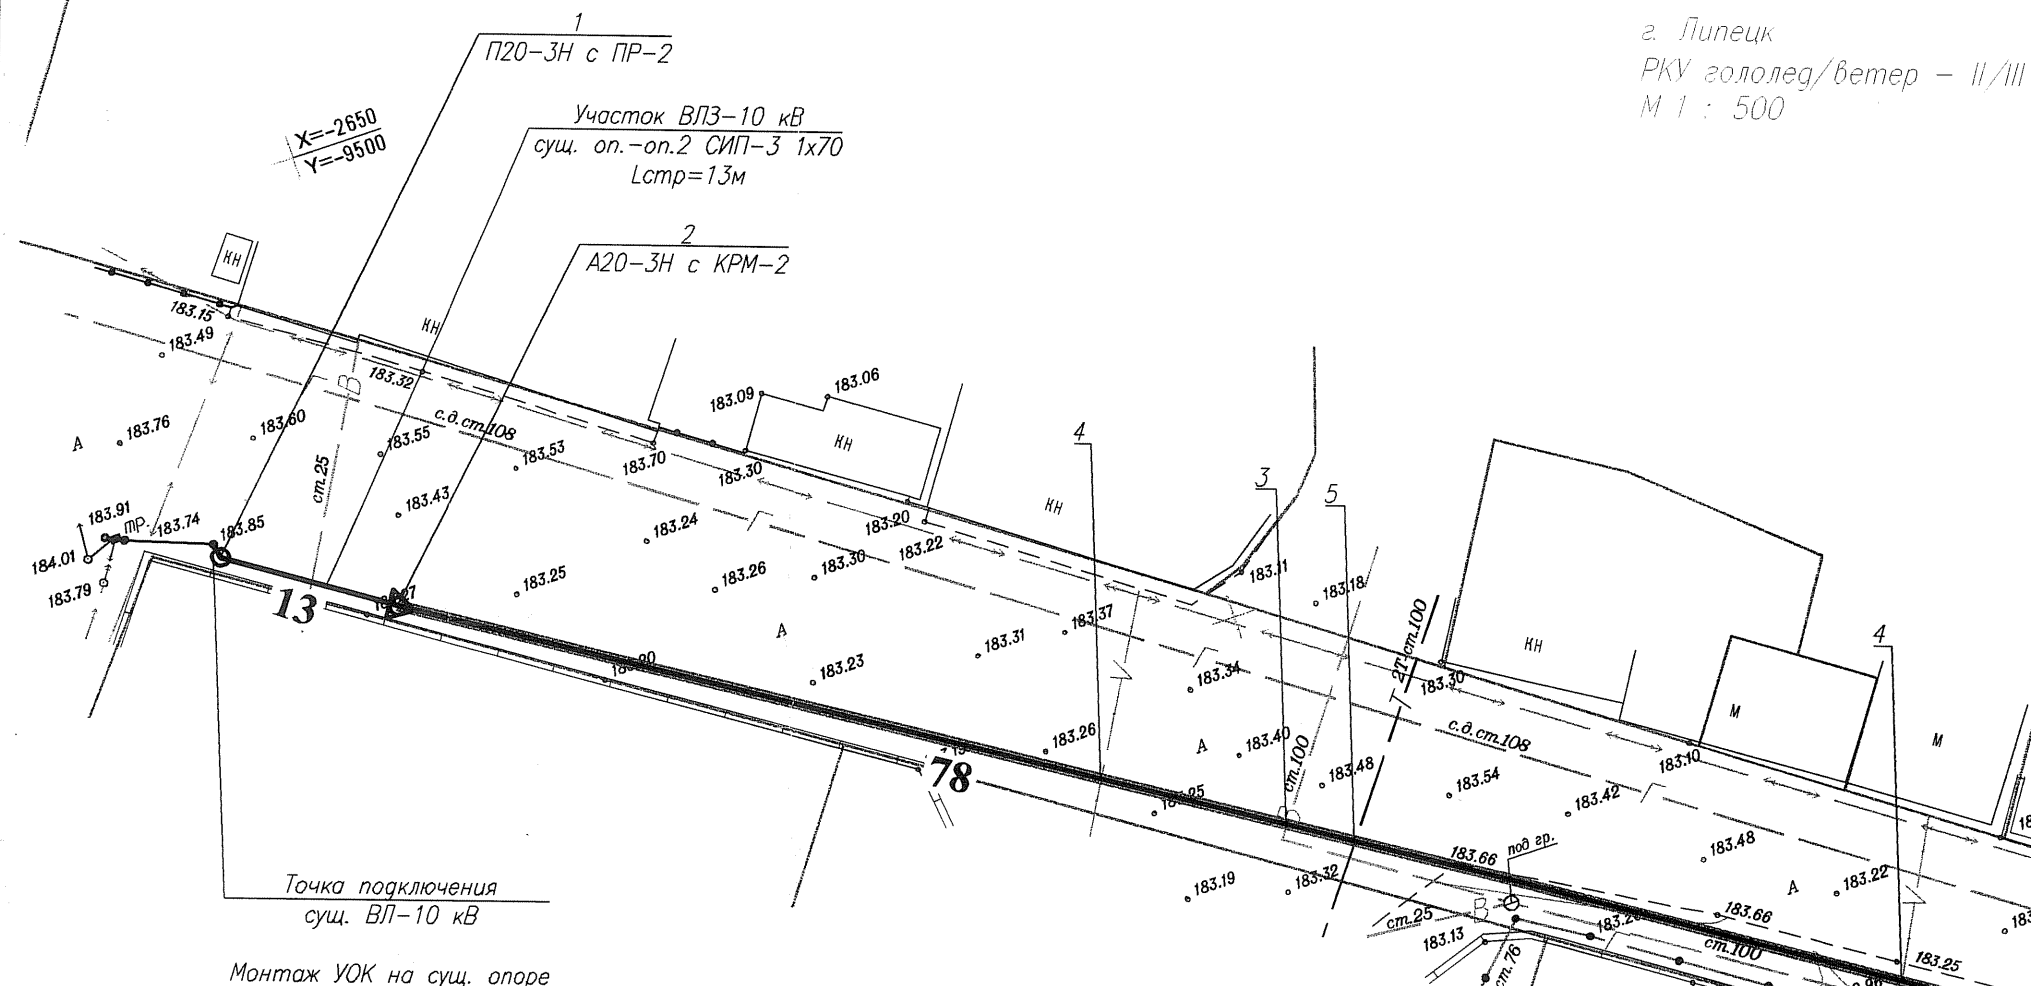 г. Липецк
РКУ гололед/ветер - II/III
М 1 : 500
1
П20-3Н с ПР-2
Участок ВЛЗ-10 кВ
сущ. оп.-оп.2 СИП-3 1х70
Lстр=13м
2
А20-3Н с КРМ-2
X=-2650
Y=-9500
КН
183.15
183.49
КН
183.32
В
183.09
183.06
КН
183.76
А
183.60
183.55
с.д.ст.108
183.53
183.70
183.30
4
ст.25
183.43
183.24
183.20
183.22
КН
3
5
183.91
тр.
183.74
183.85
184.01
183.79
183.25
183.26
183.30
183.11
183.18
13
183.37
2Т-ст.100
Т
КН
4
А
183.31
183.34
183.30
183.23
М
М
183.26
А
183.40
с.д.ст.108
183.10
78
ст.100
183.48
183.54
183.42
В
под гр.
183.66
183.48
183.19
183.32
А
183.22
Точка подключения
сущ. ВЛ-10 кВ
ст.25
В
183.66
183.13
ст.100
183.25
ст.76
Монтаж УОК на сущ. опоре